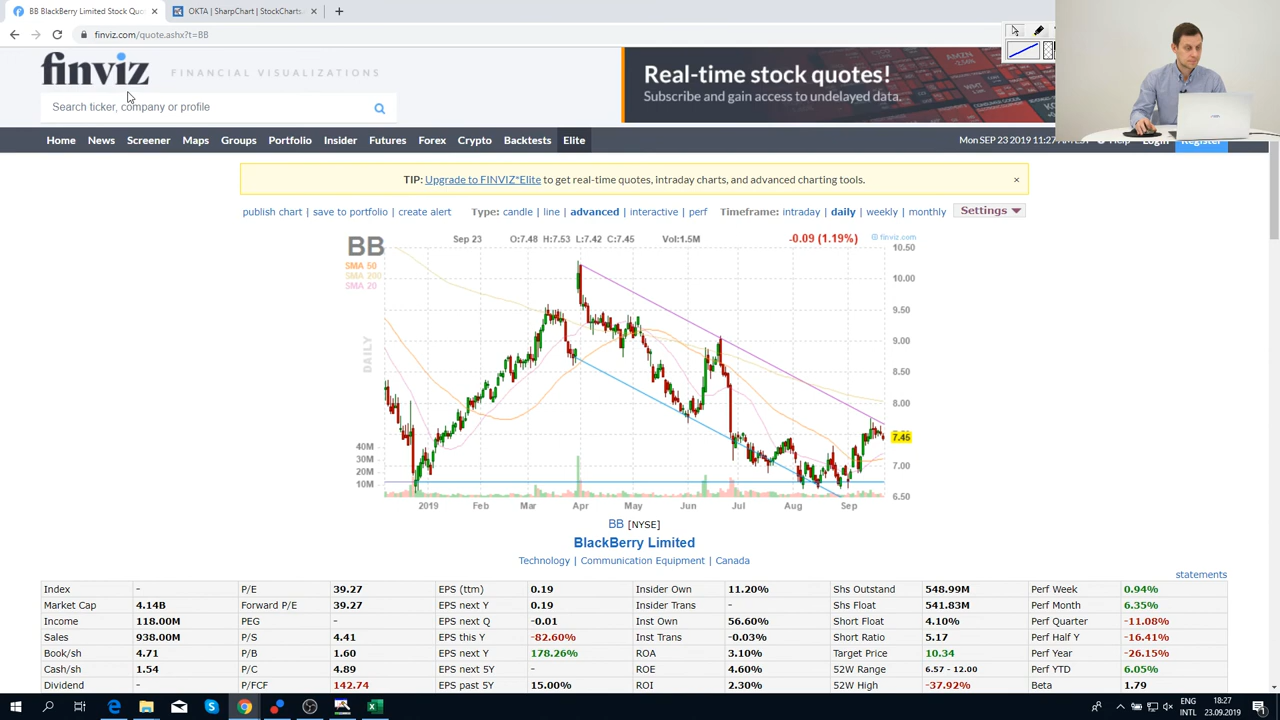 BB BlackBerry Limited Stock Quo
OKTA | SharpChart | StockCharts.
finviz.com/quote.ashx?t=BB
finviz FINANCIAL VISUALIZATIONS
Search ticker, company or profile
Real-time stock quotes!
Subscribe and gain access to undelayed data.
Home News Screener Maps Groups Portfolio Insider Futures Forex Crypto Backtests Elite
Mon SEP 23 2019 11:27 AM EST Help Login Register
TIP: Upgrade to FINVIZ*Elite to get real-time quotes, intraday charts, and advanced charting tools. ×
publish chart | save to portfolio | create alert Type: candle | line | advanced | interactive | perf Timeframe: intraday | daily | weekly | monthly Settings
BB Sep 23 O:7.48 H:7.53 L:7.42 C:7.45 Vol:1.5M -0.09 (1.19%) © finviz.com
SMA 50
SMA 200
SMA 20
DAILY
10.50
10.00
9.50
9.00
8.50
8.00
7.45
7.00
6.50
40M
30M
20M
10M
2019 Feb Mar Apr May Jun Jul Aug Sep
BB [NYSE]
BlackBerry Limited
Technology | Communication Equipment | Canada
statements
Index - P/E 39.27 EPS (ttm) 0.19 Insider Own 11.20% Shs Outstand 548.99M Perf Week 0.94%
Market Cap 4.14B Forward P/E 39.27 EPS next Y 0.19 Insider Trans - Shs Float 541.83M Perf Month 6.35%
Income 118.00M PEG - EPS next Q -0.01 Inst Own 56.60% Short Float 4.10% Perf Quarter -11.08%
Sales 938.00M P/S 4.41 EPS this Y -82.60% Inst Trans -0.03% Short Ratio 5.17 Perf Half Y -16.41%
Book/sh 4.71 P/B 1.60 EPS next Y 178.26% ROA 3.10% Target Price 10.34 Perf Year -26.15%
Cash/sh 1.54 P/C 4.89 EPS next 5Y - ROE 4.60% 52W Range 6.57 - 12.00 Perf YTD 6.05%
Dividend - P/FCF 142.74 EPS past 5Y 15.00% ROI 2.30% 52W High -37.92% Beta 1.79
ENG 18:27
INTL 23.09.2019
1